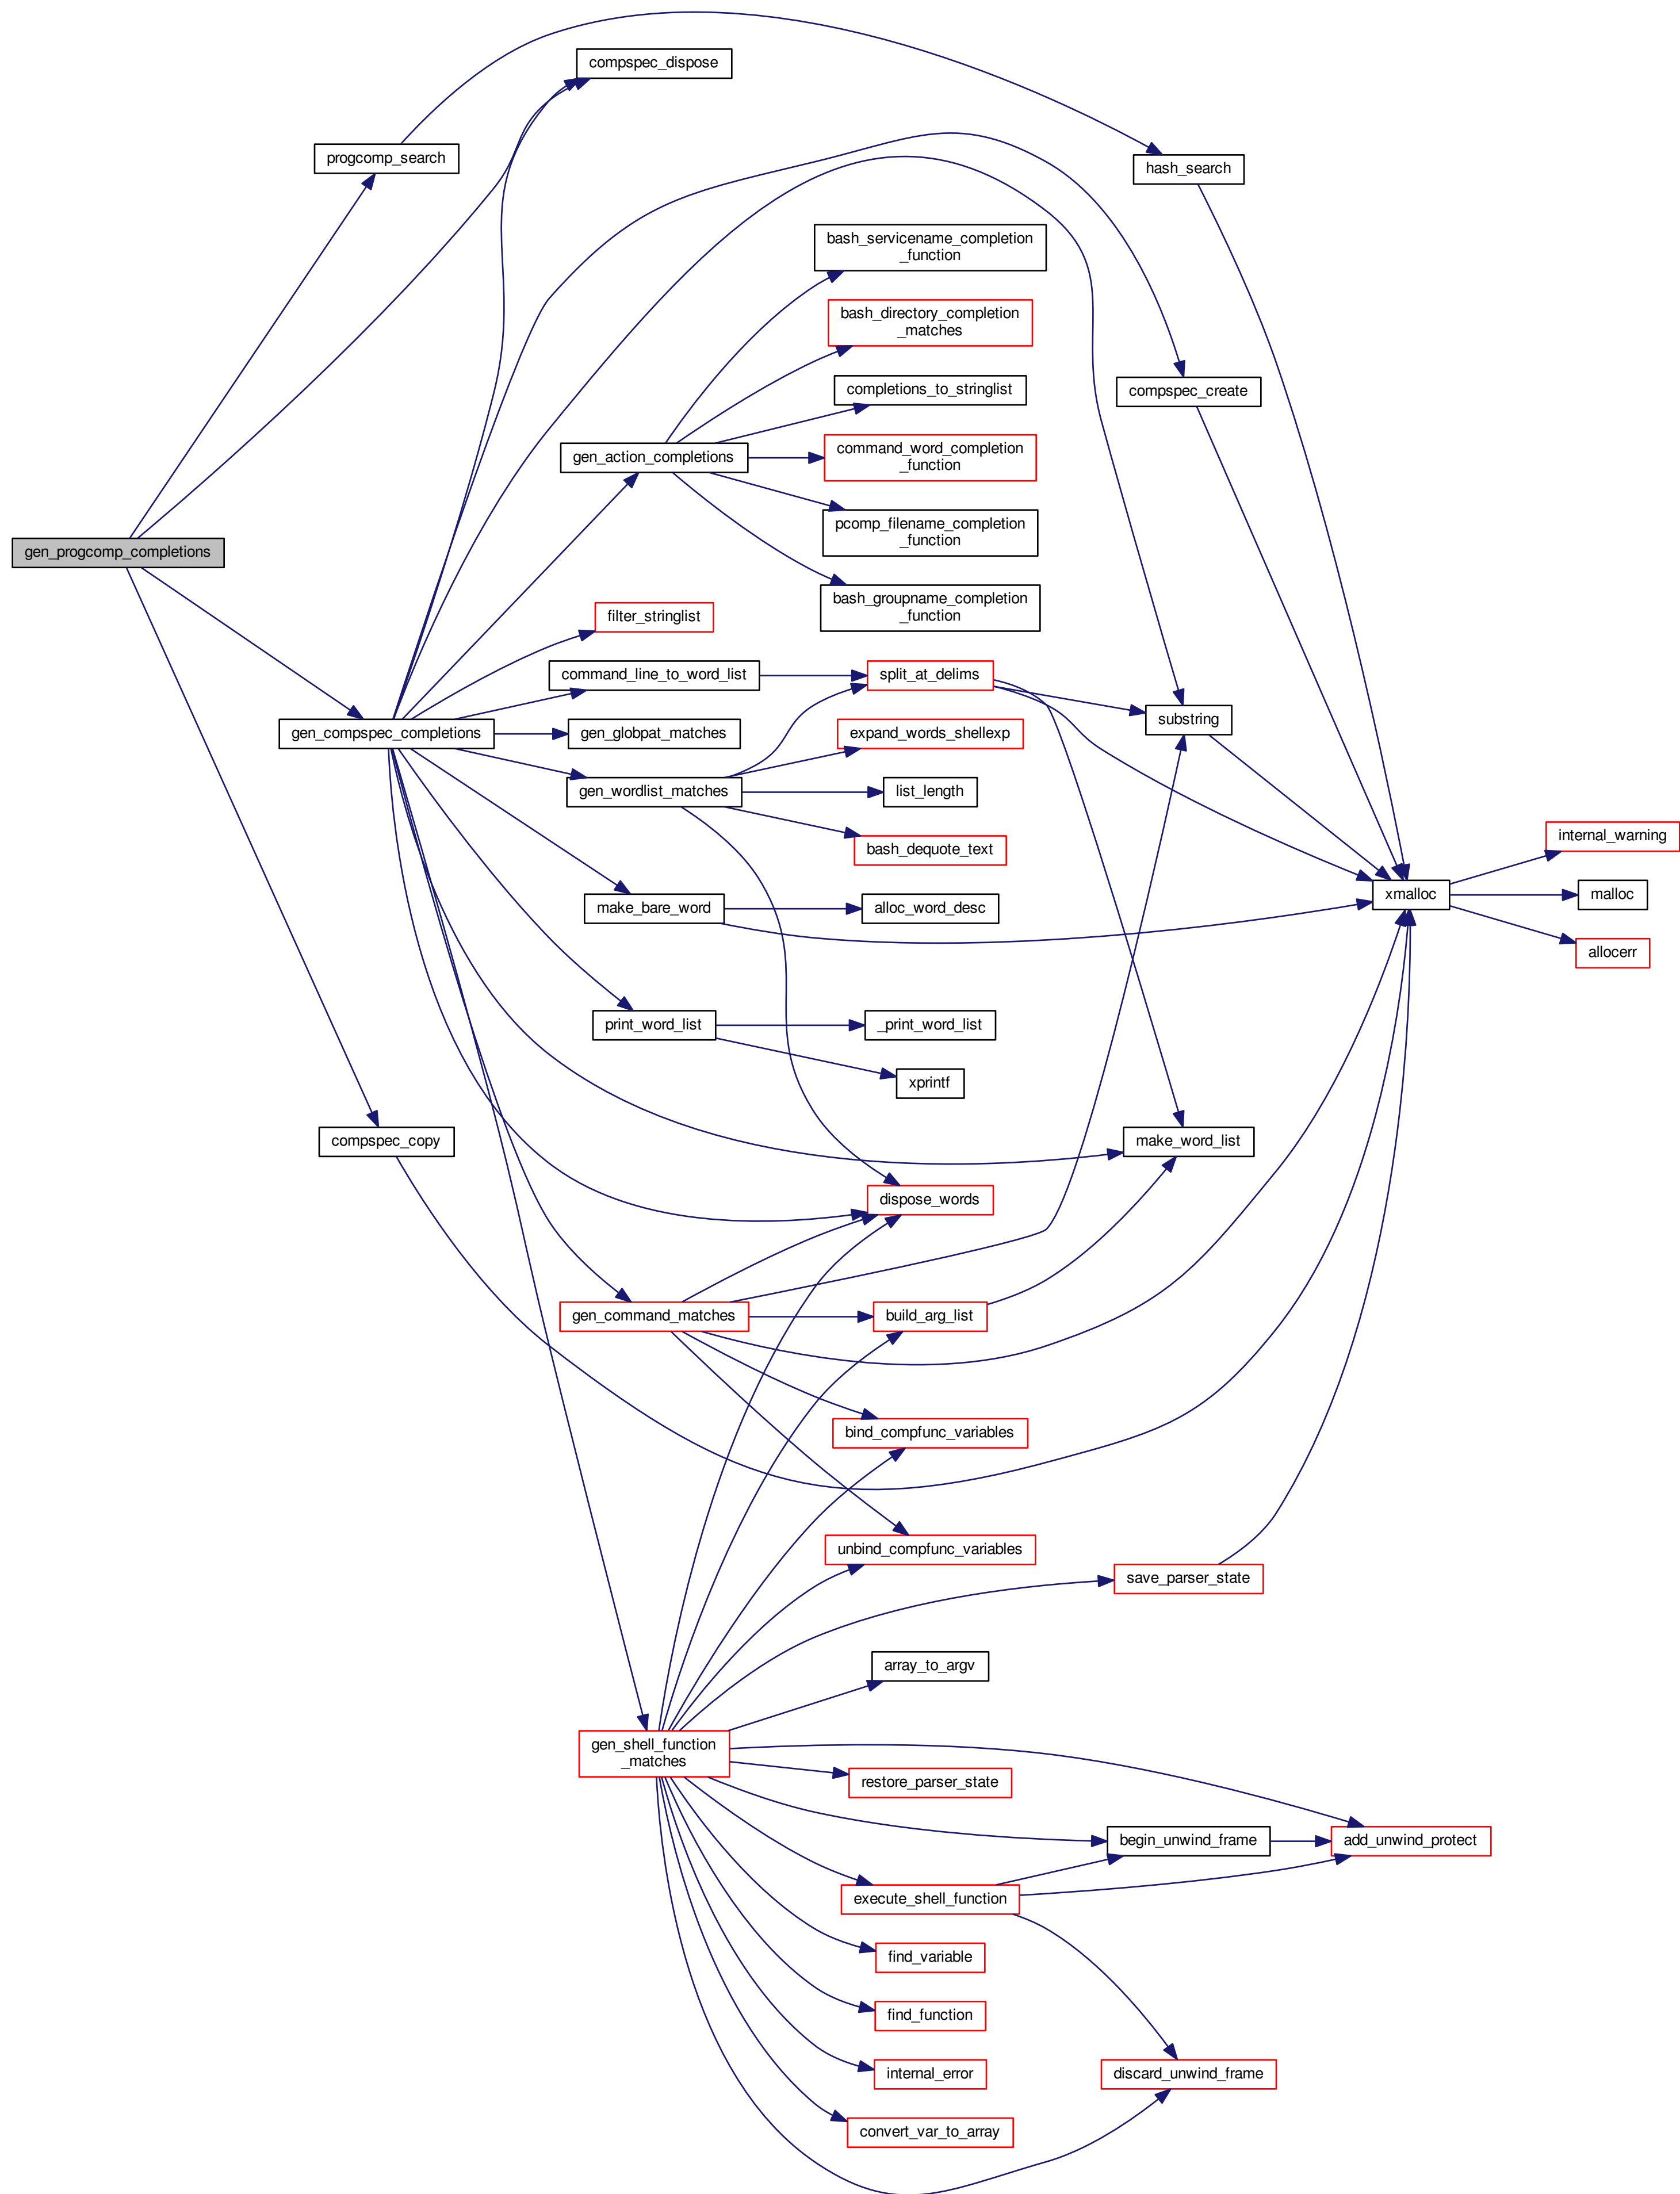 compspec_dispose
progcomp_search
hash_search
bash_servicename_completion
_function
bash_directory_completion
_matches
completions_to_stringlist
compspec_create
gen_action_completions
command_word_completion
_function
pcomp_filename_completion
_function
gen_progcomp_completions
bash_groupname_completion
_function
filter_stringlist
command_line_to_word_list
split_at_delims
substring
gen_compspec_completions
gen_globpat_matches
expand_words_shellexp
gen_wordlist_matches
list_length
internal_warning
bash_dequote_text
xmalloc
malloc
make_bare_word
alloc_word_desc
allocerr
print_word_list
_print_word_list
xprintf
compspec_copy
make_word_list
dispose_words
gen_command_matches
build_arg_list
bind_compfunc_variables
unbind_compfunc_variables
save_parser_state
array_to_argv
gen_shell_function
_matches
restore_parser_state
begin_unwind_frame
add_unwind_protect
execute_shell_function
find_variable
find_function
internal_error
discard_unwind_frame
convert_var_to_array